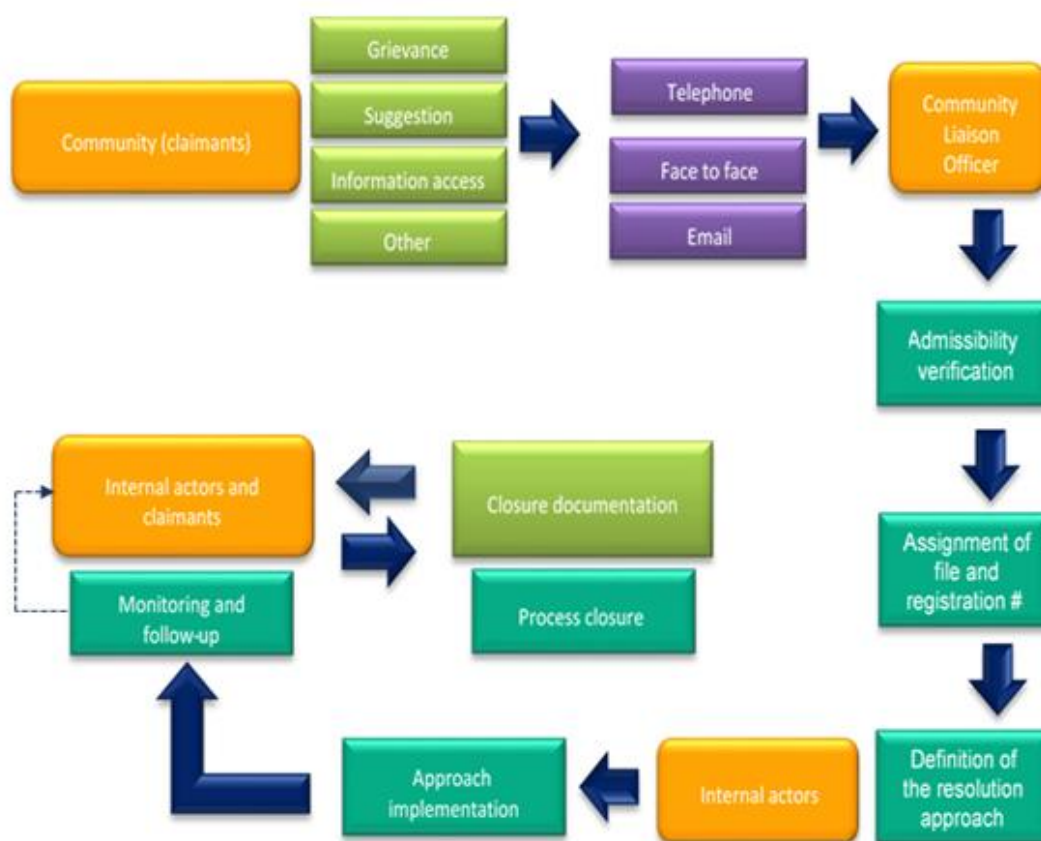 Grievance
Community (claimants)
Suggestion
Information access
Other
Telephone
Face to face
Email
Community
Liaison
Officer
Admissibility
verification
Assignment of
file and
registration #
Definition of
the resolution
approach
Internal actors
Approach
implementation
Monitoring and
follow-up
Internal actors and
claimants
Closure documentation
Process closure